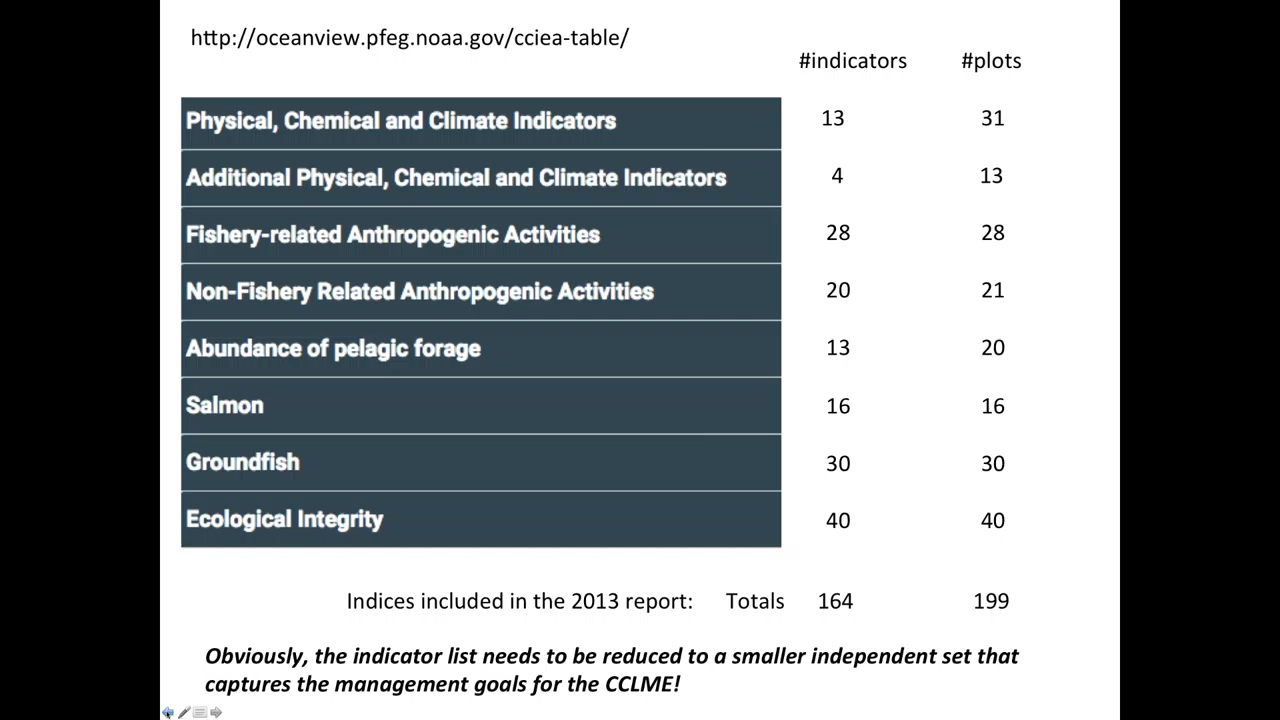 http://oceanview.pfeg.noaa.gov/cciea-table/
#indicators #plots
Physical, Chemical and Climate Indicators 13 31
Additional Physical, Chemical and Climate Indicators 4 13
Fishery-related Anthropogenic Activities 28 28
Non-Fishery Related Anthropogenic Activities 20 21
Abundance of pelagic forage 13 20
Salmon 16 16
Groundfish 30 30
Ecological Integrity 40 40
Indices included in the 2013 report: Totals 164 199
Obviously, the indicator list needs to be reduced to a smaller independent set that
captures the management goals for the CCLME!